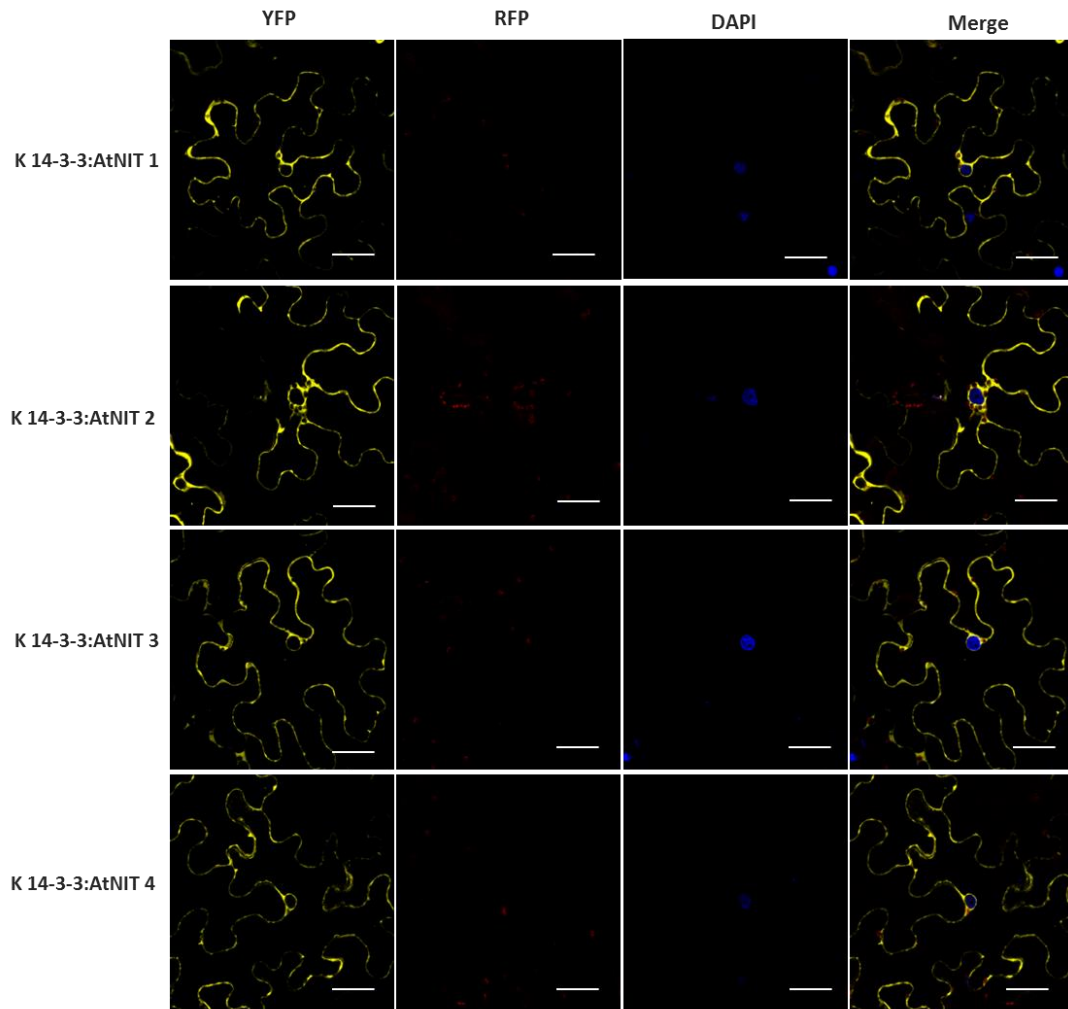 YFP RFP DAPI Merge
K 14-3-3:AtNIT 1
K 14-3-3:AtNIT 2
K 14-3-3:AtNIT 3
K 14-3-3:AtNIT 4